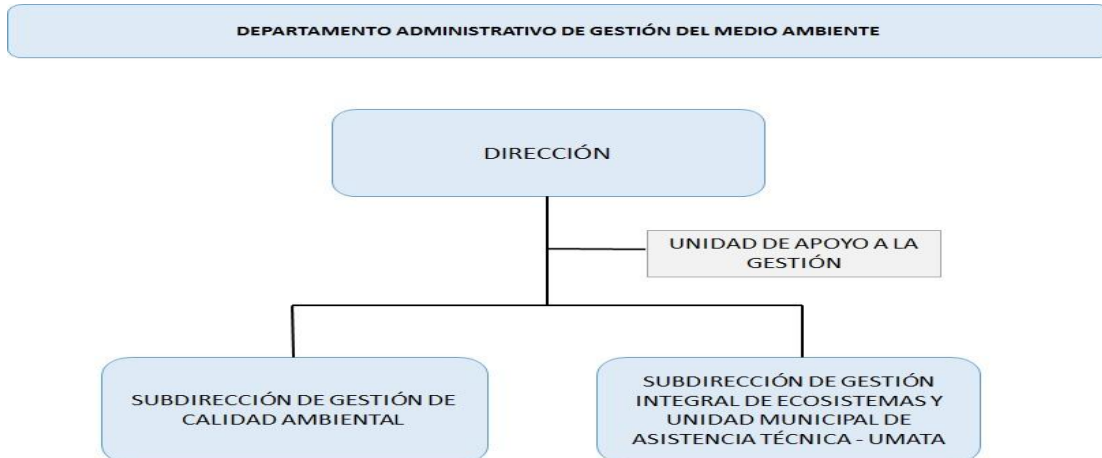 DEPARTAMENTO ADMINISTRATIVO DE GESTIÓN DEL MEDIO AMBIENTE
DIRECCIÓN
UNIDAD DE APOYO A LA
GESTIÓN
SUBDIRECCIÓN DE GESTIÓN DE
CALIDAD AMBIENTAL
SUBDIRECCIÓN DE GESTIÓN
INTEGRAL DE ECOSISTEMAS Y
UNIDAD MUNICIPAL DE
ASISTENCIA TÉCNICA - UMATA